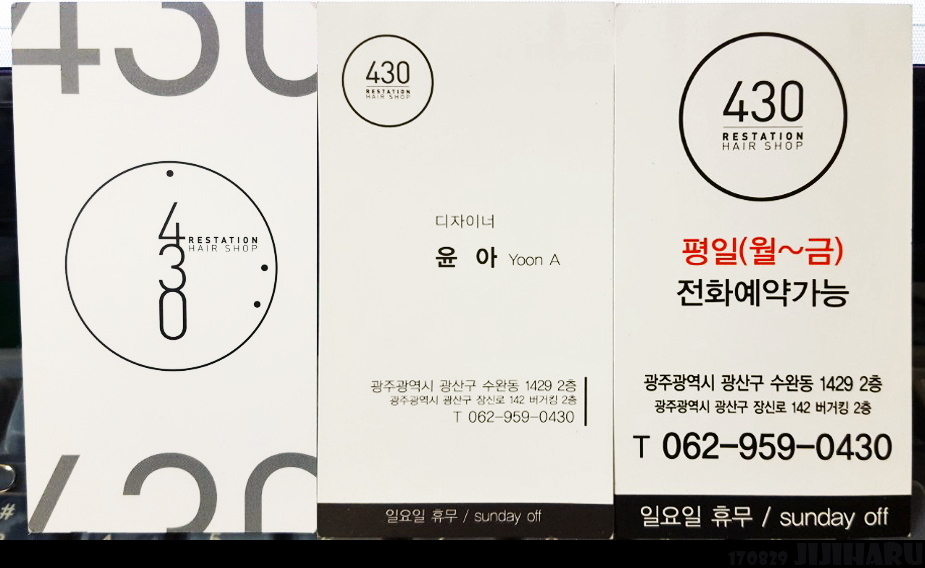 430
4
3
0
RESTATION
HAIR SHOP
430
430
RESTATION
HAIR SHOP
디자이너
윤 아 Yoon A
광주광역시 광산구 수완동 1429 2층
광주광역시 광산구 장신로 142 버거킹 2층
T 062-959-0430
일요일 휴무 / sunday off
430
RESTATION
HAIR SHOP
평일(월~금)
전화예약가능
광주광역시 광산구 수완동 1429 2층
광주광역시 광산구 장신로 142 버거킹 2층
T 062-959-0430
일요일 휴무 / sunday off
#
170829 JIJIHARU